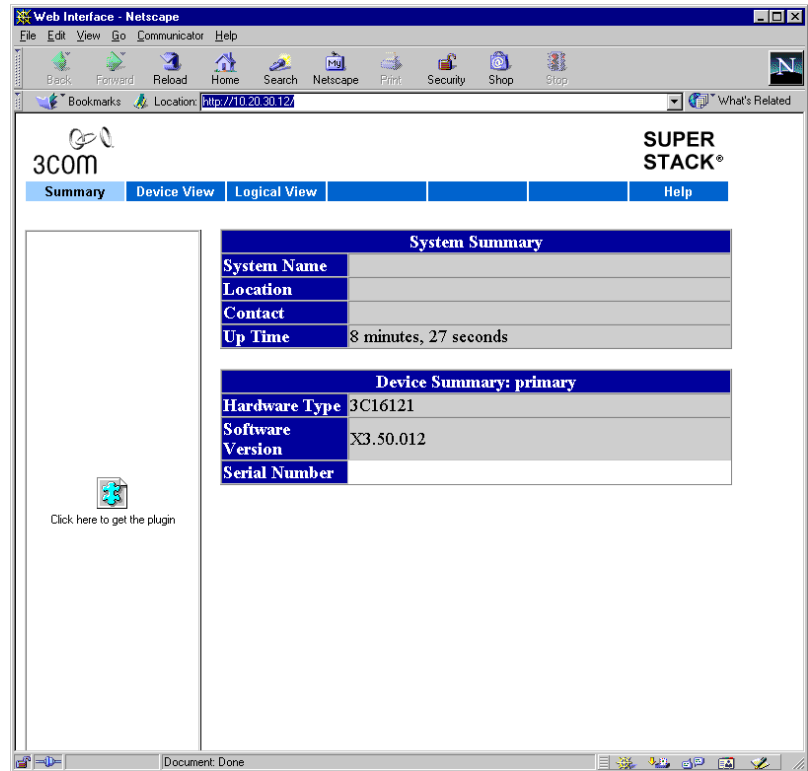 Web Interface - Netscape
File Edit View Go Communicator Help
Back Forward Reload Home Search Netscape Print Security Shop Stop
My
N
Bookmarks Location: http://10.20.30.12/ What's Related
3COM
SUPER
STACK®
Summary Device View Logical View Help
System Summary
System Name
Location
Contact
Up Time 8 minutes, 27 seconds
Device Summary: primary
Hardware Type 3C16121
Software
Version X3.50.012
Serial Number
Click here to get the plugin
Document: Done